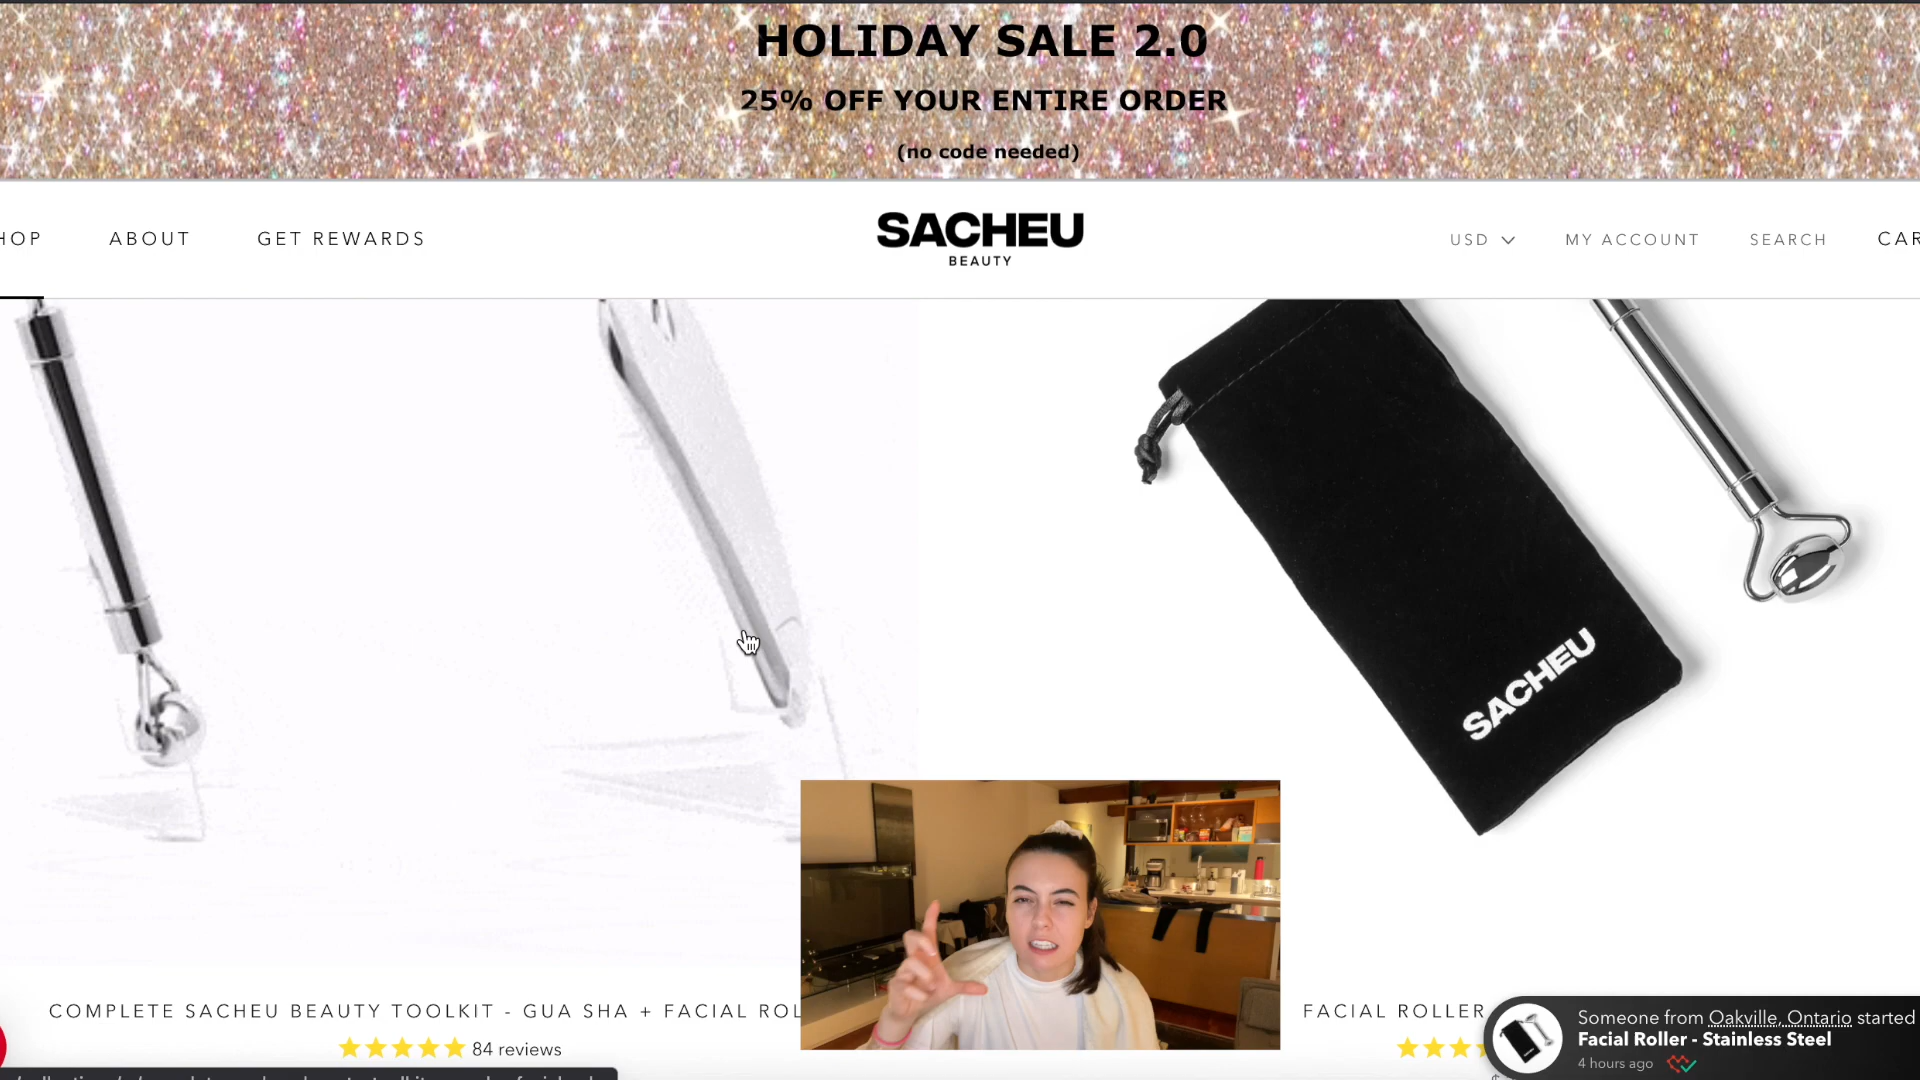 HOLIDAY SALE 2.0
25% OFF YOUR ENTIRE ORDER
(no code needed)
HOP ABOUT GET REWARDS
SACHEU
BEAUTY
USD MY ACCOUNT SEARCH CAR
SACHEU
COMPLETE SACHEU BEAUTY TOOLKIT - GUA SHA + FACIAL ROL
84 reviews
FACIAL ROLLER
Someone from Oakville, Ontario started
Facial Roller - Stainless Steel
4 hours ago